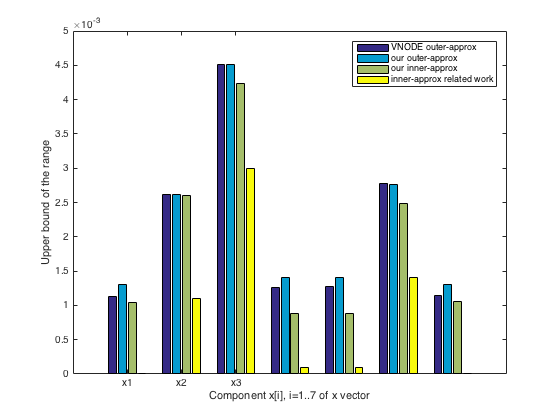 ×10⁻³
5
4.5
4
3.5
3
2.5
2
1.5
1
0.5
0
Upper bound of the range
VNODE outer-approx
our outer-approx
our inner-approx
inner-approx related work
x1 x2 x3
Component x[i], i=1..7 of x vector